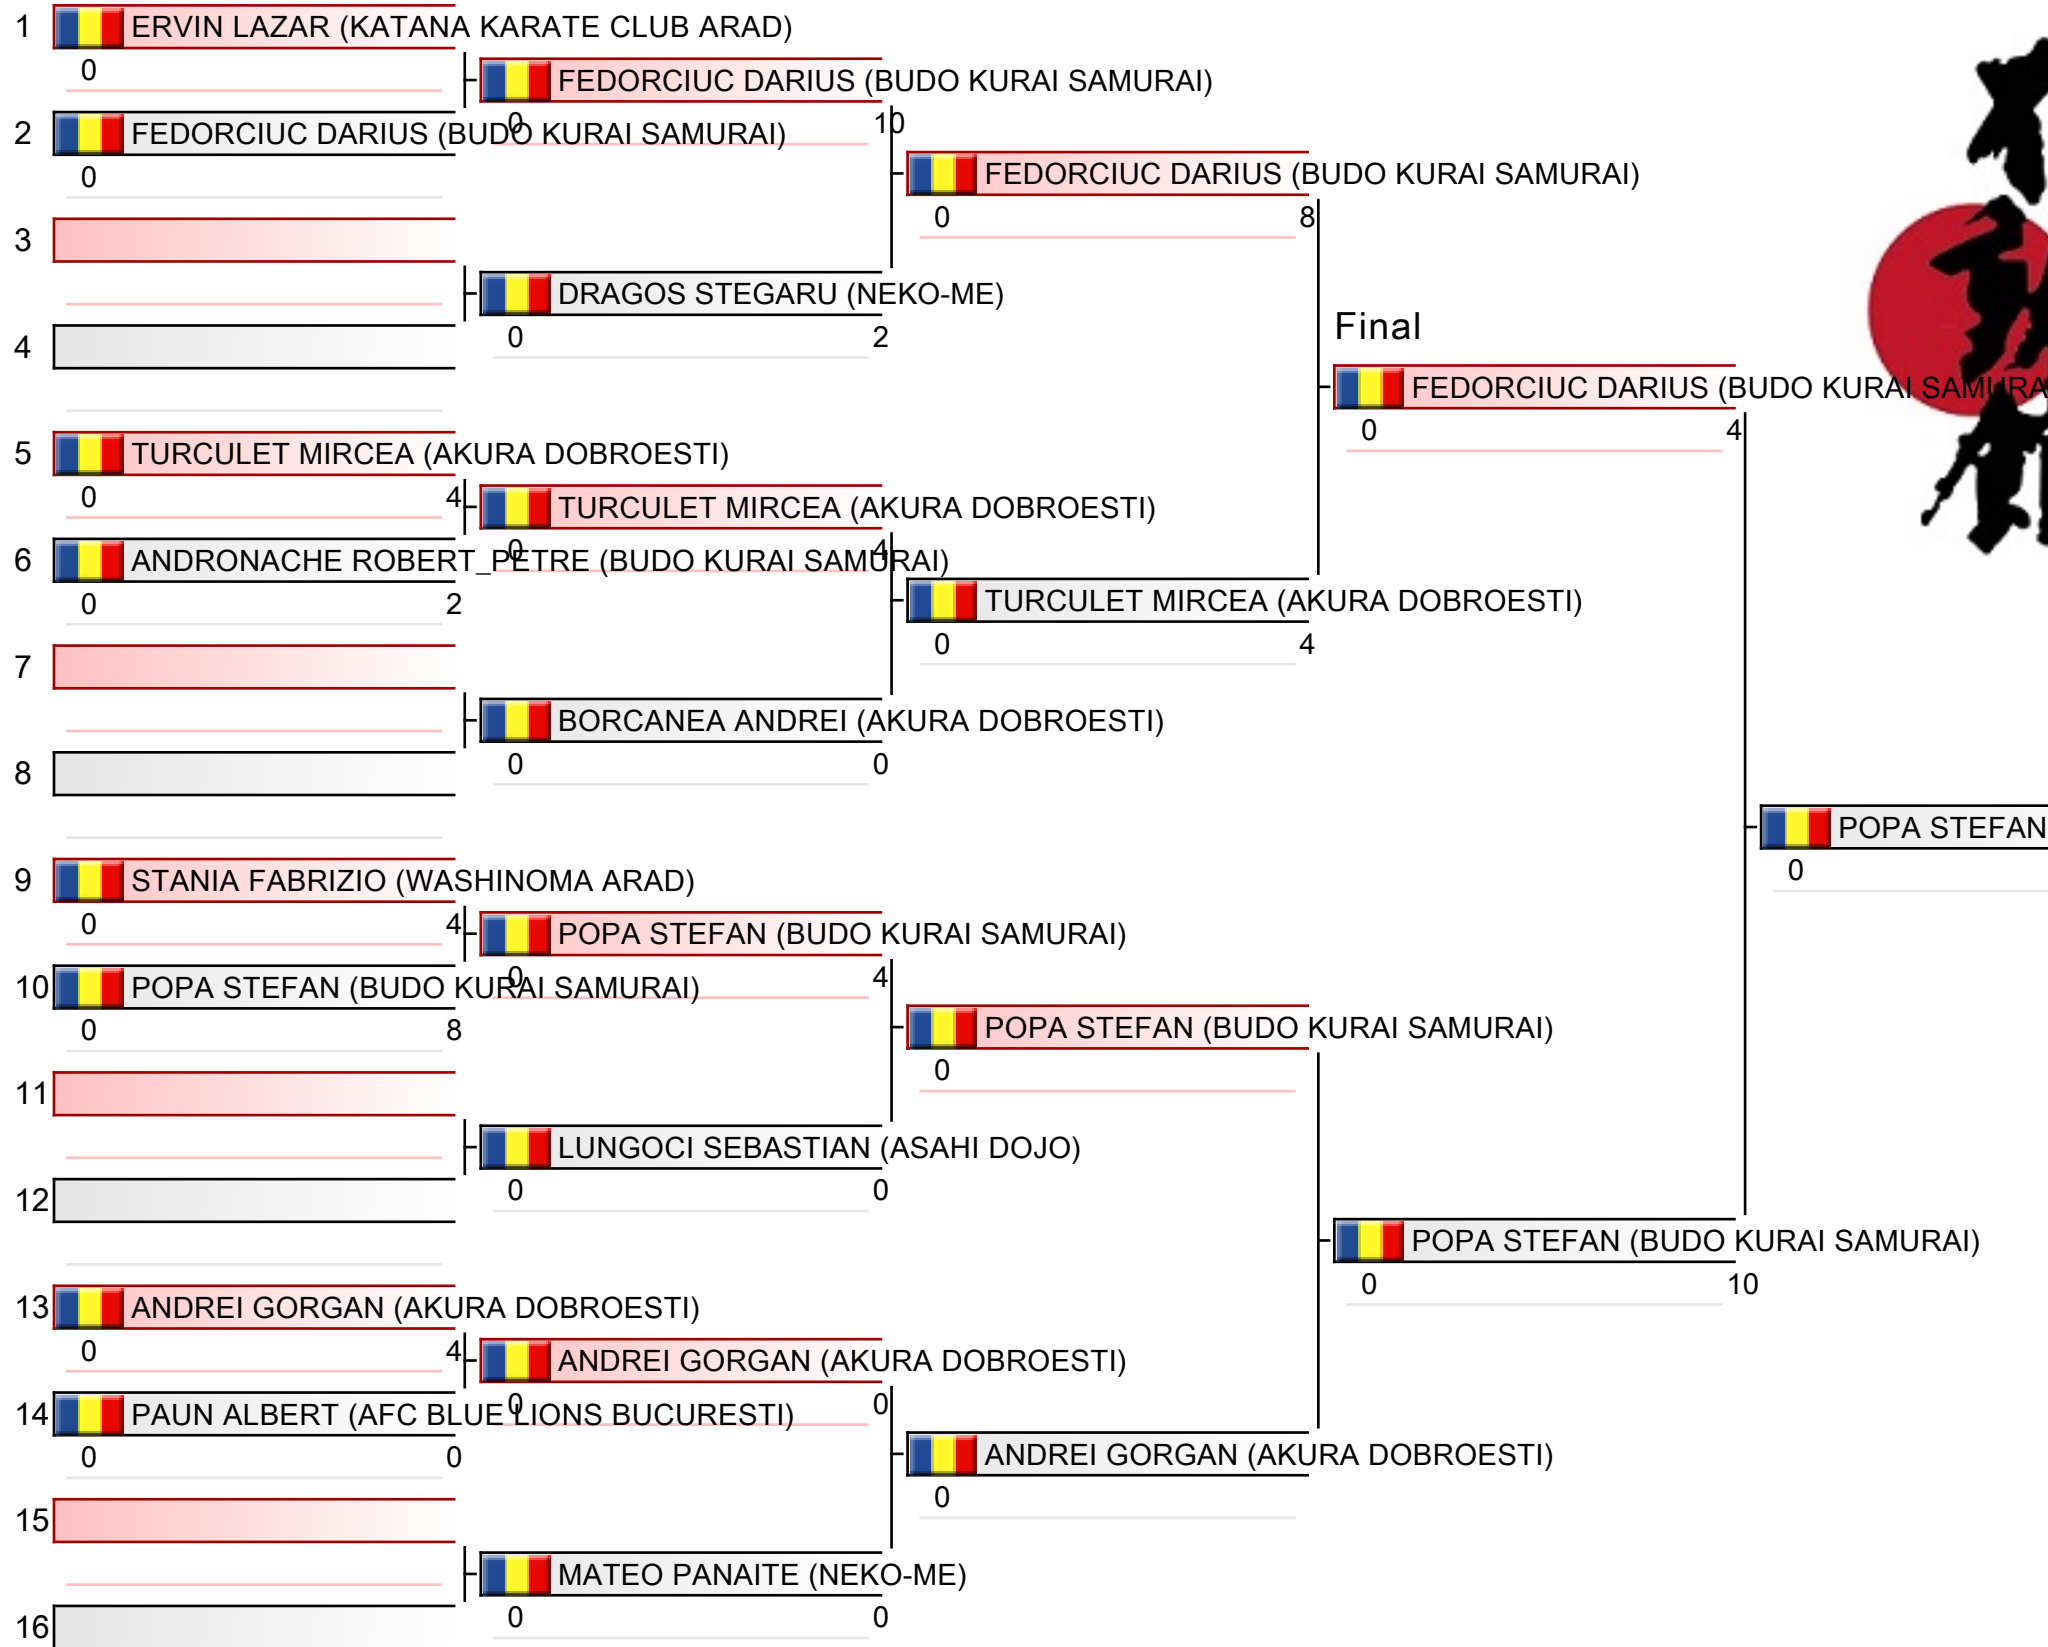 1 ERVIN LAZAR (KATANA KARATE CLUB ARAD)
0
FEDORCIUC DARIUS (BUDO KURAI SAMURAI)
0 10
2 FEDORCIUC DARIUS (BUDO KURAI SAMURAI)
0
FEDORCIUC DARIUS (BUDO KURAI SAMURAI)
0 8
3
DRAGOS STEGARU (NEKO-ME)
0 2
4
Final
FEDORCIUC DARIUS (BUDO KURAI SAMURA
0 4
5 TURCULET MIRCEA (AKURA DOBROESTI)
0 4
TURCULET MIRCEA (AKURA DOBROESTI)
0 4
6 ANDRONACHE ROBERT_PETRE (BUDO KURAI SAMURAI)
0 2
TURCULET MIRCEA (AKURA DOBROESTI)
0 4
7
BORCANEA ANDREI (AKURA DOBROESTI)
0 0
8
POPA STEFAN
0
9 STANIA FABRIZIO (WASHINOMA ARAD)
0 4
POPA STEFAN (BUDO KURAI SAMURAI)
0 4
10 POPA STEFAN (BUDO KURAI SAMURAI)
0 8
POPA STEFAN (BUDO KURAI SAMURAI)
0
11
LUNGOCI SEBASTIAN (ASAHI DOJO)
0 0
12
POPA STEFAN (BUDO KURAI SAMURAI)
0 10
13 ANDREI GORGAN (AKURA DOBROESTI)
0 4
ANDREI GORGAN (AKURA DOBROESTI)
0 0
14 PAUN ALBERT (AFC BLUE LIONS BUCURESTI)
0 0
ANDREI GORGAN (AKURA DOBROESTI)
0
15
MATEO PANAITE (NEKO-ME)
0 0
16